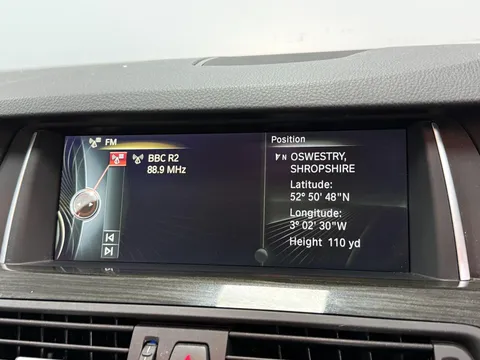 FM
BBC R2
88.9 MHz
Position
N OSWESTRY,
SHROPSHIRE
Latitude:
52° 50' 48"N
Longitude:
3° 02' 30"W
Height 110 yd